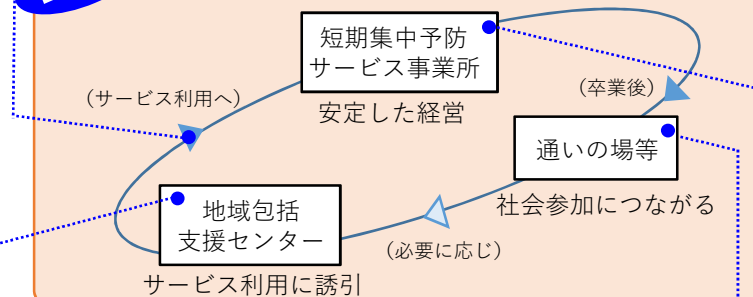 短期集中予防
サービス事業所
安定した経営
(サービス利用へ)
(卒業後)
通いの場等
社会参加につながる
地域包括
支援センター
(必要に応じ)
サービス利用に誘引